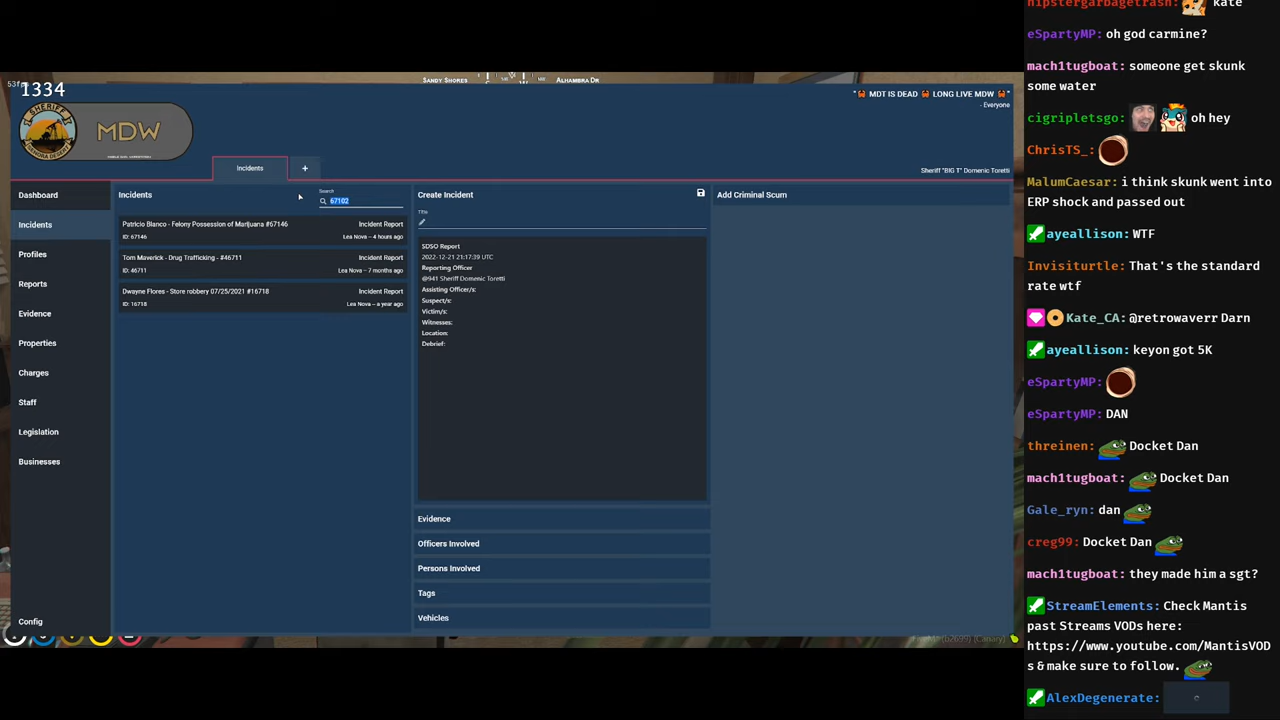 53f
1334
SANDY SHORES
ALHAMBRA DR
SHERIFF
MDW
" MDT IS DEAD LONG LIVE MDW "
- Everyone
Sheriff "BIG T" Domenic Toretti
Incidents
+
Dashboard
Incidents
Profiles
Reports
Evidence
Properties
Charges
Staff
Legislation
Businesses
Config
Incidents
Search
67102
Patricio Blanco - Felony Possession of Marijuana #67146
Incident Report
ID: 67146
Lea Nova – 4 hours ago
Tom Maverick - Drug Trafficking - #46711
Incident Report
ID: 46711
Lea Nova – 7 months ago
Dwayne Flores - Store robbery 07/25/2021 #16718
Incident Report
ID: 16718
Lea Nova – a year ago
Create Incident
Title
SDSO Report
2022-12-21 21:17:39 UTC
Reporting Officer
@941 Sheriff Domenic Toretti
Assisting Officer/s:
Suspect/s:
Victim/s:
Witnesses:
Location:
Debrief:
Evidence
Officers Involved
Persons Involved
Tags
Vehicles
Add Criminal Scum
(b2699) (Canary)
hipstergarbagetrash: kate
eSpartyMP: oh god carmine?
mach1tugboat: someone get skunk
some water
cigripletsgo: oh hey
ChrisTS_:
MalumCaesar: i think skunk went into
ERP shock and passed out
ayeallison: WTF
Invisiturtle: That's the standard
rate wtf
Kate_CA: @retrowaverr Darn
ayeallison: keyon got 5K
eSpartyMP:
eSpartyMP: DAN
threinen: Docket Dan
mach1tugboat: Docket Dan
Gale_ryn: dan
creg99: Docket Dan
mach1tugboat: they made him a sgt?
StreamElements: Check Mantis
past Streams VODs here:
https://www.youtube.com/MantisVOD
s & make sure to follow.
AlexDegenerate: